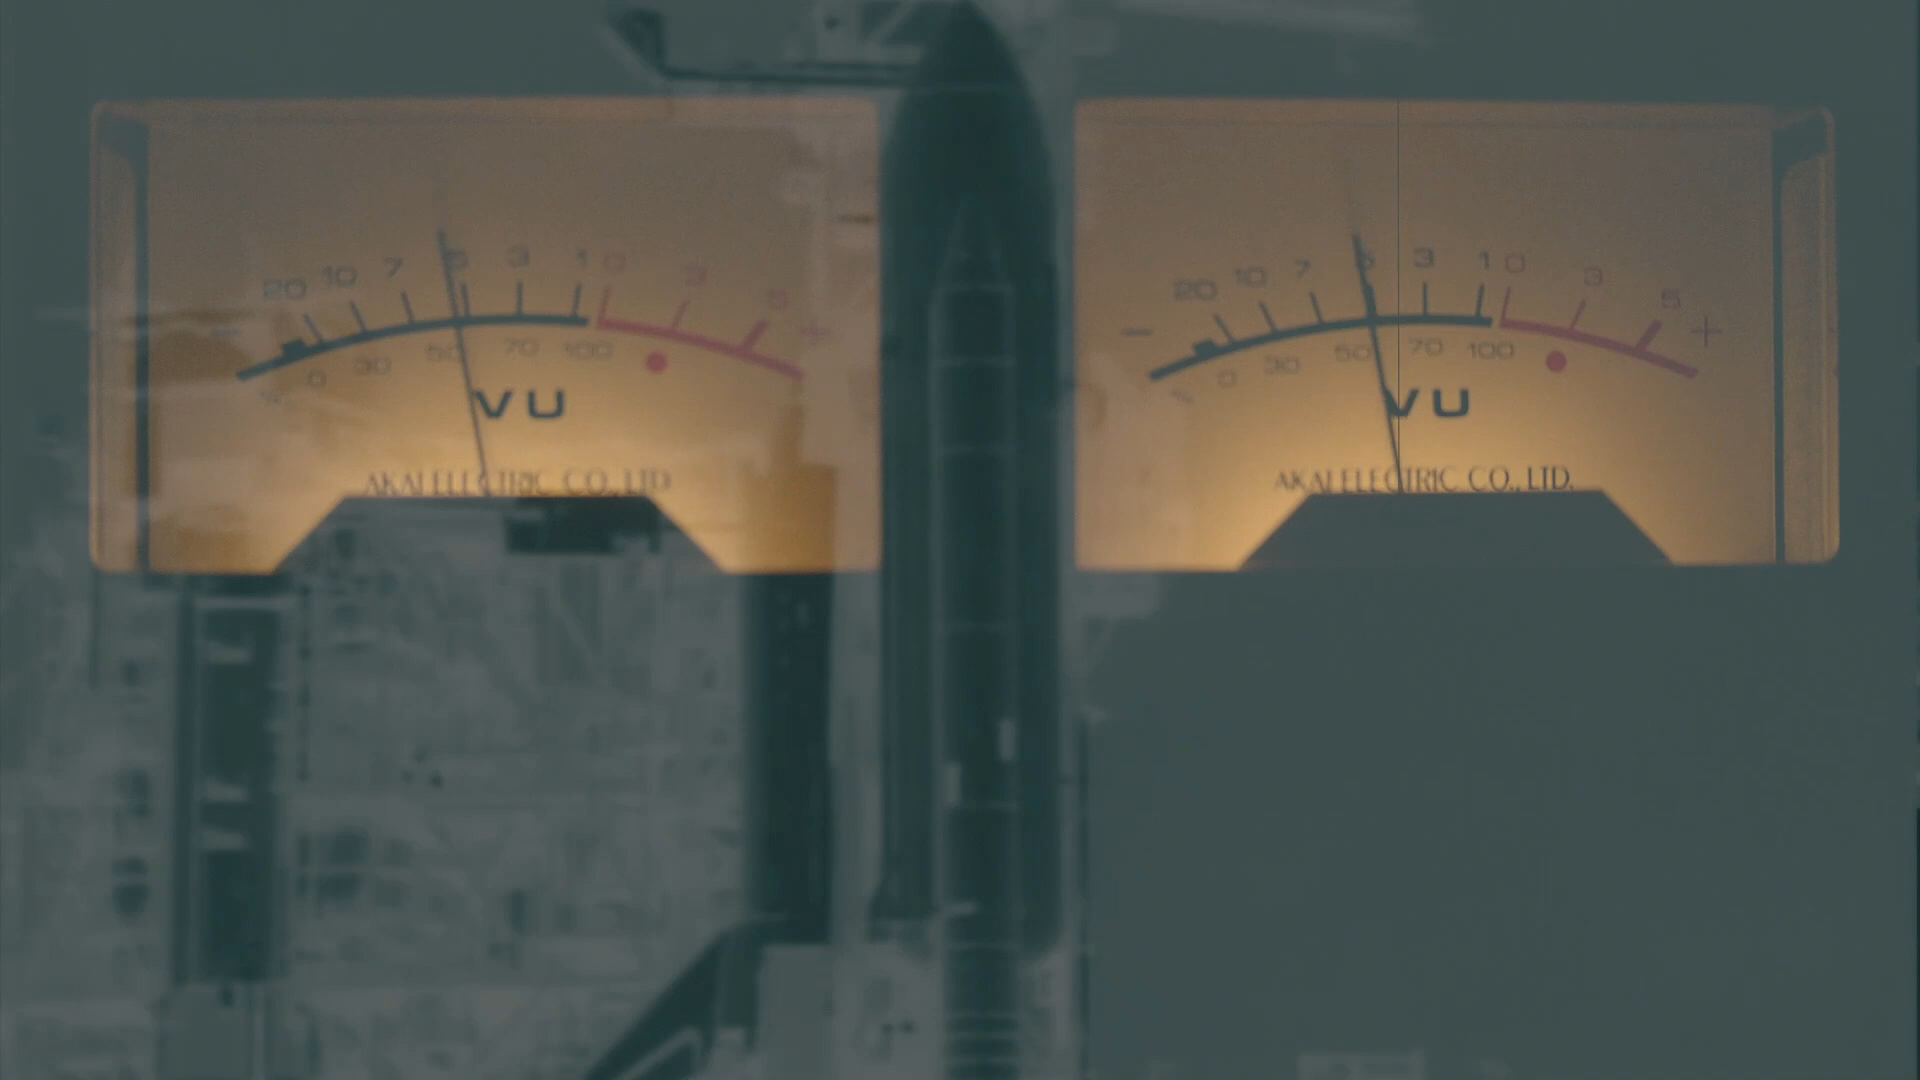 20 10 7 5 3 1 0 3 5 +
0 30 50 70 100
VU
AKAI ELECTRIC CO., LTD.
- 20 10 7 5 3 1 0 3 5 +
0 30 50 70 100
VU
AKAI ELECTRIC CO., LTD.